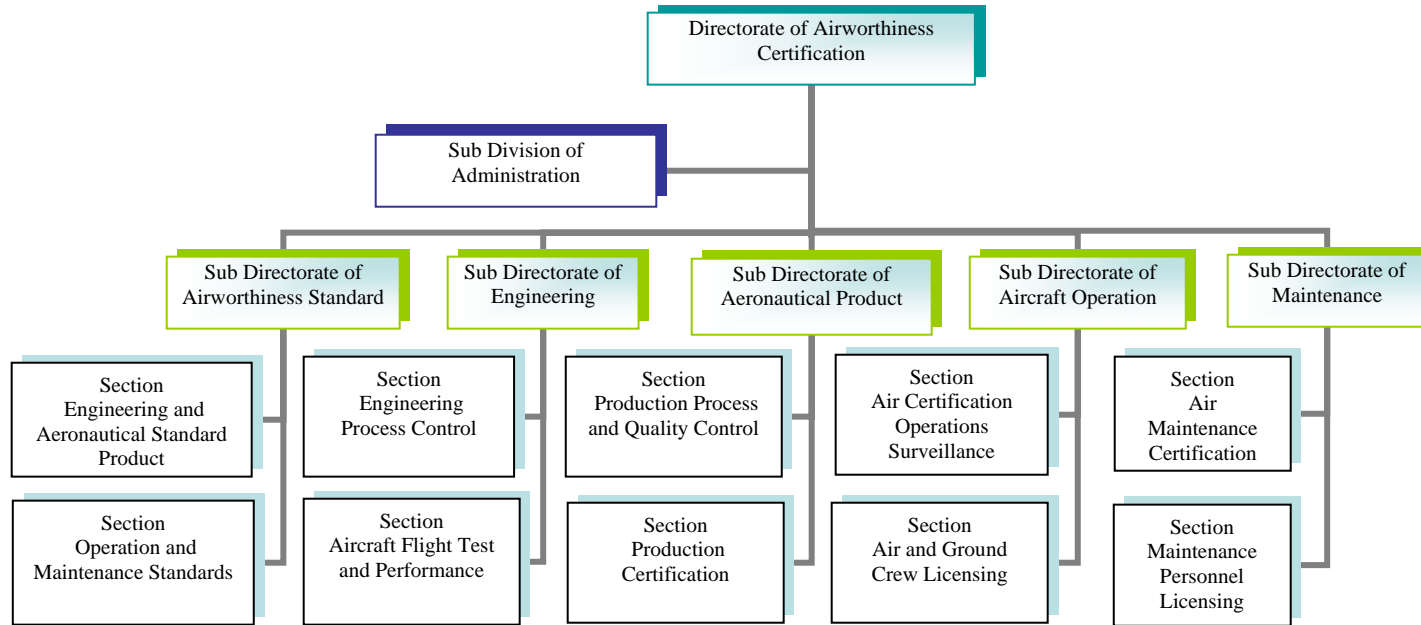 Directorate of Airworthiness
Certification
Sub Division of
Administration
Sub Directorate of
Airworthiness Standard
Sub Directorate of
Engineering
Sub Directorate of
Aeronautical Product
Sub Directorate of
Aircraft Operation
Sub Directorate of
Maintenance
Section
Engineering and
Aeronautical Standard
Product
Section
Engineering
Process Control
Section
Production Process
and Quality Control
Section
Air Certification
Operations
Surveillance
Section
Air
Maintenance
Certification
Section
Operation and
Maintenance Standards
Section
Aircraft Flight Test
and Performance
Section
Production
Certification
Section
Air and Ground
Crew Licensing
Section
Maintenance
Personnel
Licensing